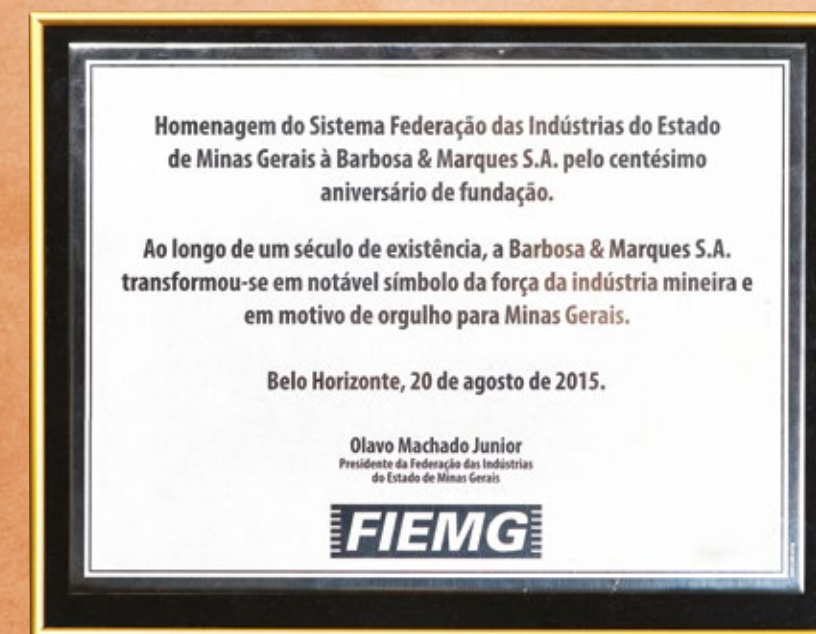 Homenagem do Sistema Federação das Indústrias do Estado
de Minas Gerais à Barbosa & Marques S.A. pelo centésimo
aniversário de fundação.
Ao longo de um século de existência, a Barbosa & Marques S.A.
transformou-se em notável símbolo da força da indústria mineira e
em motivo de orgulho para Minas Gerais.
Belo Horizonte, 20 de agosto de 2015.
Olavo Machado Junior
Presidente da Federação das Indústrias
do Estado de Minas Gerais
FIEMG